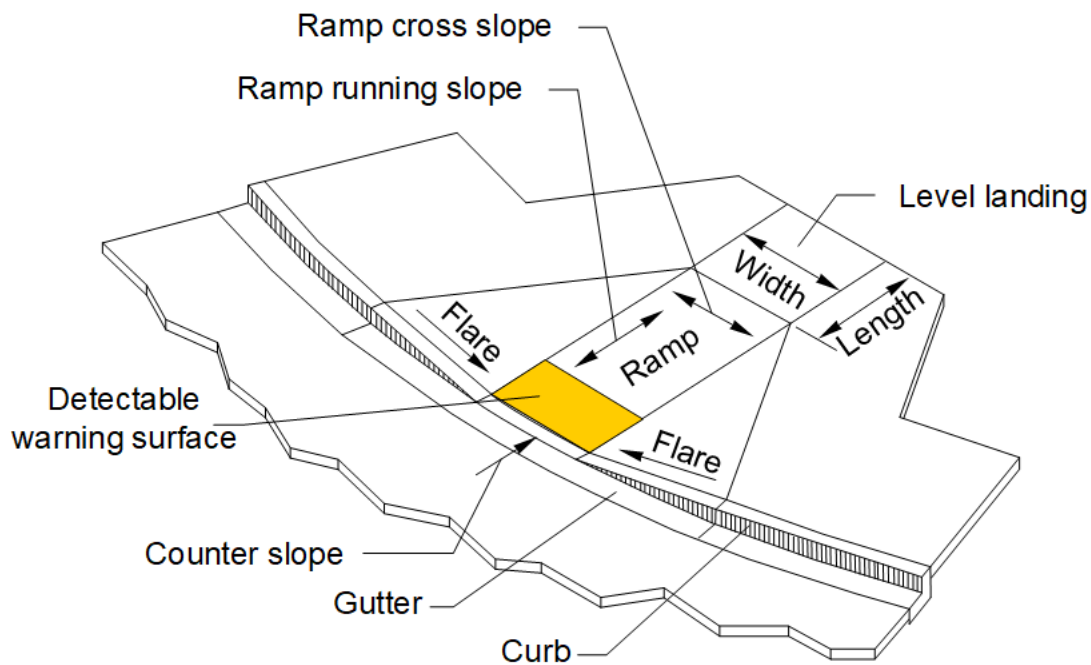 Ramp cross slope
Ramp running slope
Level landing
Width
Length
Flare
Ramp
Detectable
warning surface
Flare
Counter slope
Gutter
Curb